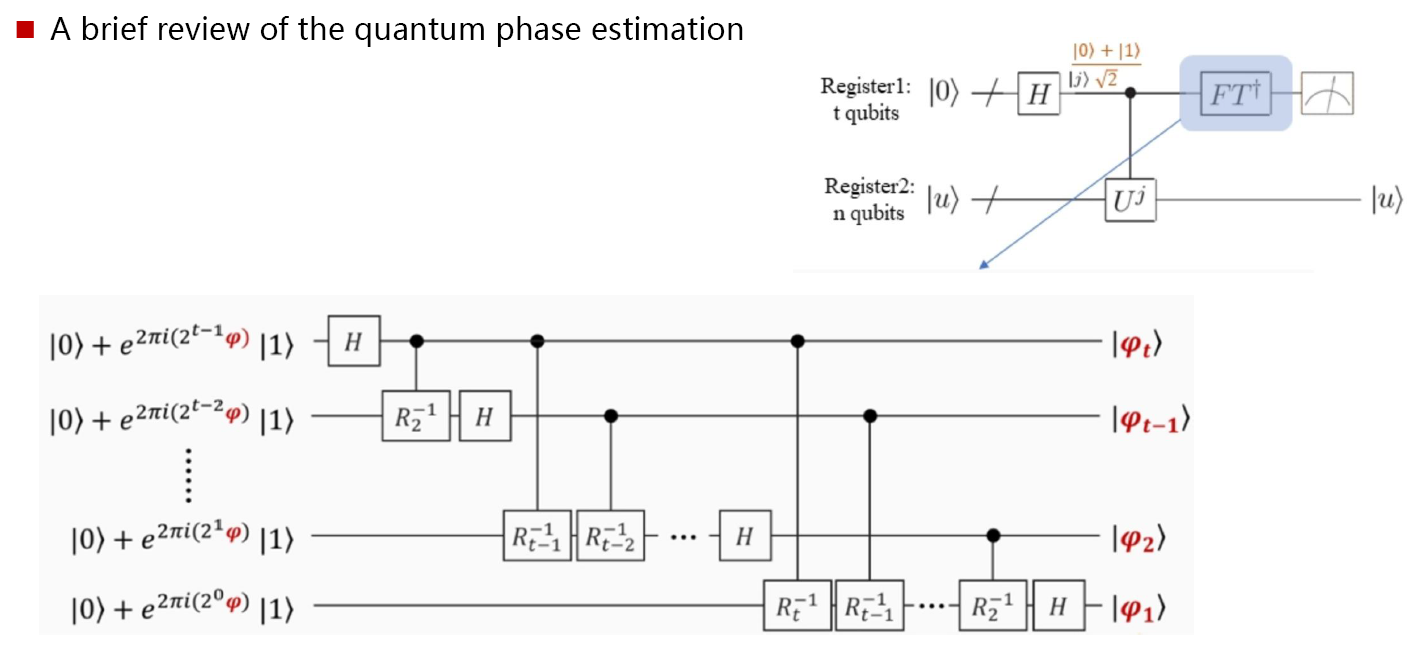 ■ A brief review of the quantum phase estimation
|0⟩ + |1⟩
|j⟩ √2
Register1: |0⟩ H FT†
t qubits
Register2: |u⟩ Uʲ |u⟩
n qubits
|0⟩ + e^{2πi(2^{t−1}φ)} |1⟩ H |φ_t⟩
|0⟩ + e^{2πi(2^{t−2}φ)} |1⟩ R_2^{−1} H |φ_{t−1}⟩
|0⟩ + e^{2πi(2^1φ)} |1⟩ R_{t−1}^{−1} R_{t−2}^{−1} ⋯ H |φ_2⟩
|0⟩ + e^{2πi(2^0φ)} |1⟩ R_t^{−1} R_{t−1}^{−1} ⋯ R_2^{−1} H |φ_1⟩